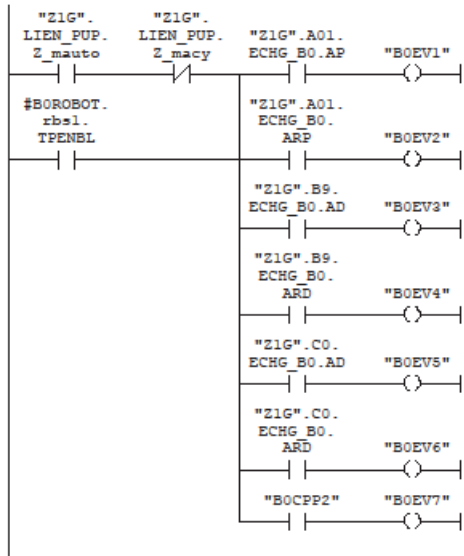 "Z1G". "Z1G".
LIEN_PUP. LIEN_PUP. "Z1G".A01.
Z_mauto Z_macy ECHG_B0.AP "B0EV1"
#B0ROBOT. "Z1G".A01.
rbs1. ECHG_B0.
TPENBL ARP "B0EV2"
"Z1G".B9.
ECHG_B0.AD "B0EV3"
"Z1G".B9.
ECHG_B0.
ARD "B0EV4"
"Z1G".C0.
ECHG_B0.AD "B0EV5"
"Z1G".C0.
ECHG_B0.
ARD "B0EV6"
"B0CPP2" "B0EV7"